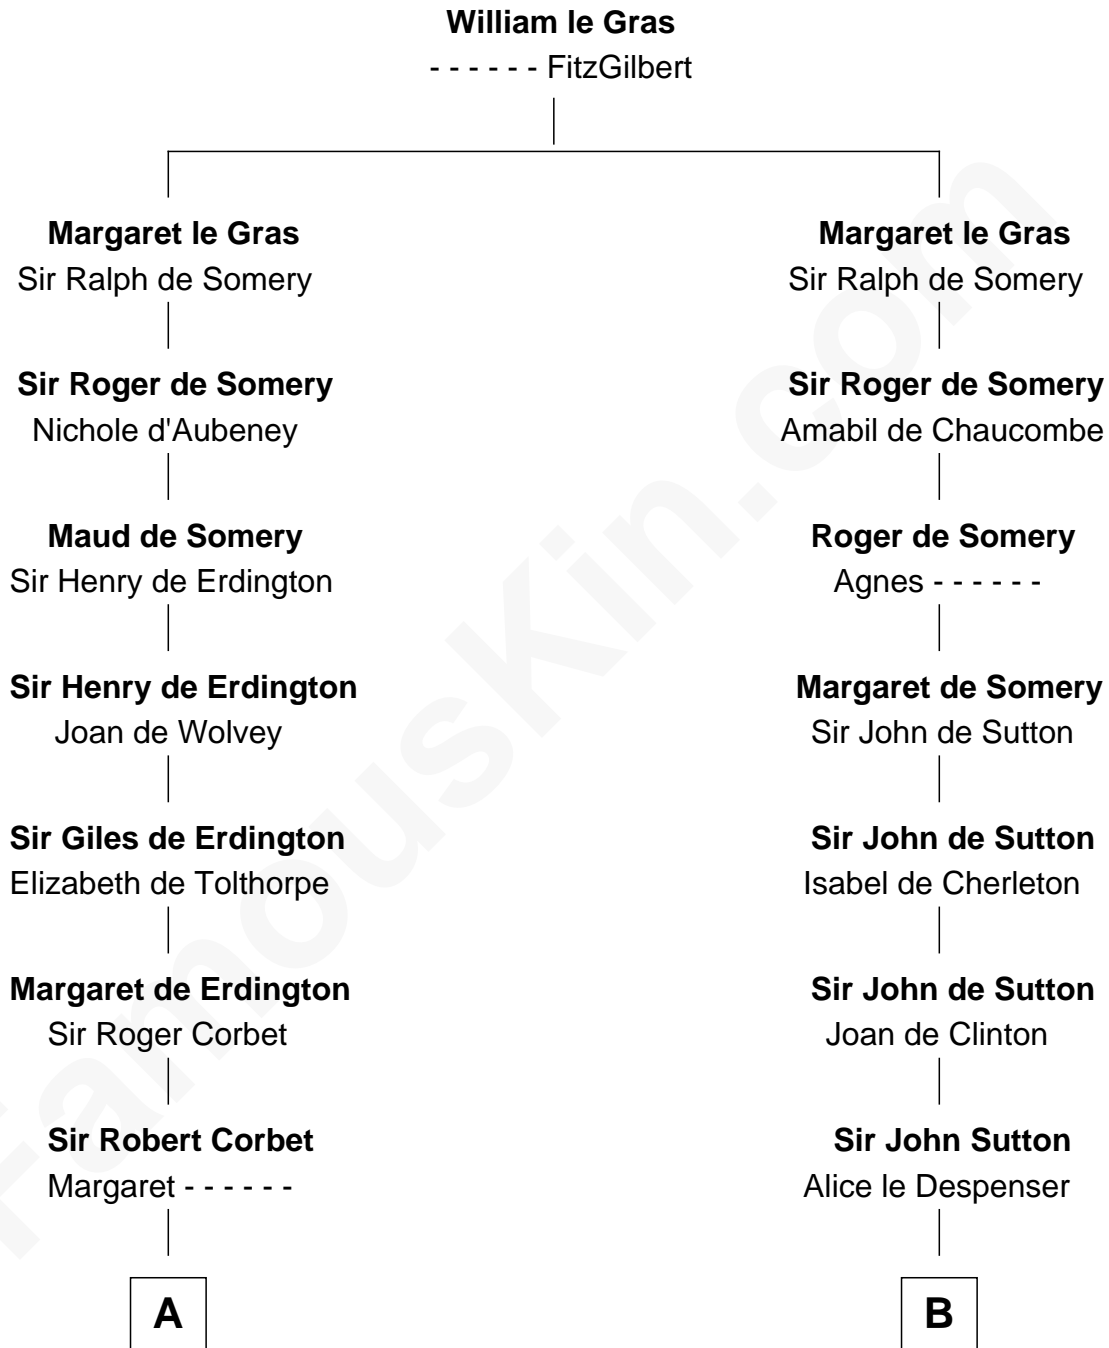 William le Gras
- - - - - - FitzGilbert
Margaret le Gras
Sir Ralph de Somery
Margaret le Gras
Sir Ralph de Somery
Sir Roger de Somery
Nichole d'Aubeney
Sir Roger de Somery
Amabil de Chaucombe
Maud de Somery
Sir Henry de Erdington
Roger de Somery
Agnes - - - - - -
Sir Henry de Erdington
Joan de Wolvey
Margaret de Somery
Sir John de Sutton
Sir Giles de Erdington
Elizabeth de Tolthorpe
Sir John de Sutton
Isabel de Cherleton
Margaret de Erdington
Sir Roger Corbet
Sir John de Sutton
Joan de Clinton
Sir Robert Corbet
Margaret - - - - - -
Sir John Sutton
Alice le Despenser
A
B
FamousKin.com